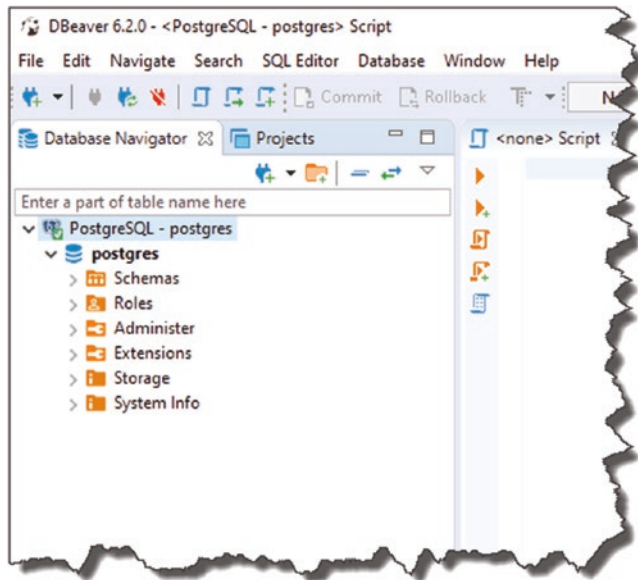 DBeaver 6.2.0 - <PostgreSQL - postgres> Script
File Edit Navigate Search SQL Editor Database Window Help
Commit Rollback
Database Navigator Projects
<none> Script
Enter a part of table name here
PostgreSQL - postgres
postgres
Schemas
Roles
Administer
Extensions
Storage
System Info